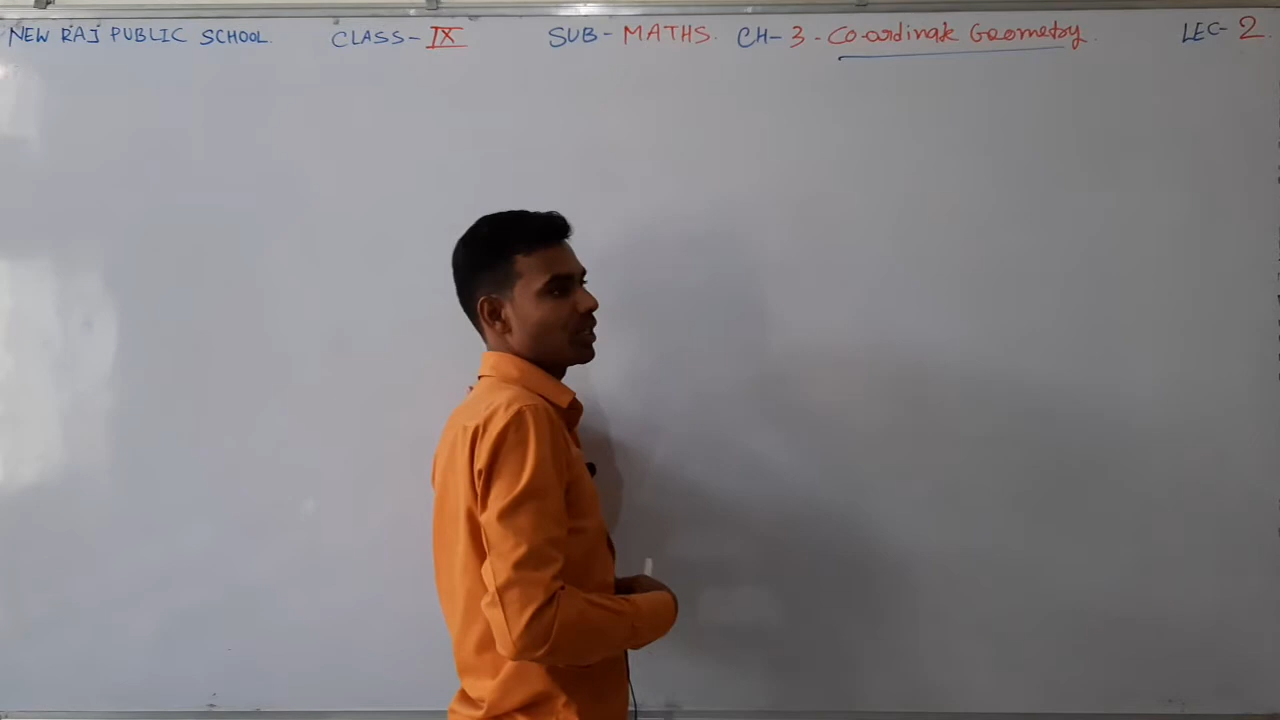 NEW RAJ PUBLIC SCHOOL. CLASS- IX SUB- MATHS. CH- 3 - Co-ordinate Geometry. LEC- 2.